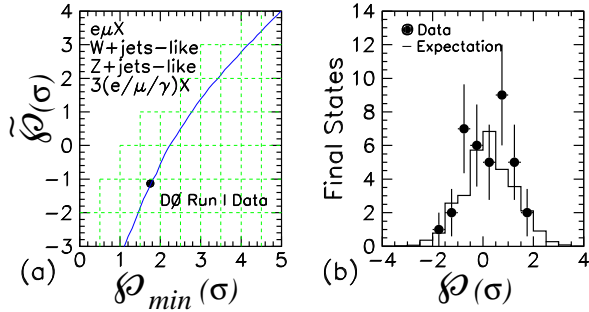 4
3
2
1
0
−1
−2
−3
0 1 2 3 4 5
eμX
W+jets−like
Z+jets−like
3(e/μ/γ)X
DØ Run I Data
℘̃(σ)
℘min (σ)
(a)
14
12
10
8
6
4
2
0
−4 −2 0 2 4
Data
Expectation
Final States
℘(σ)
(b)